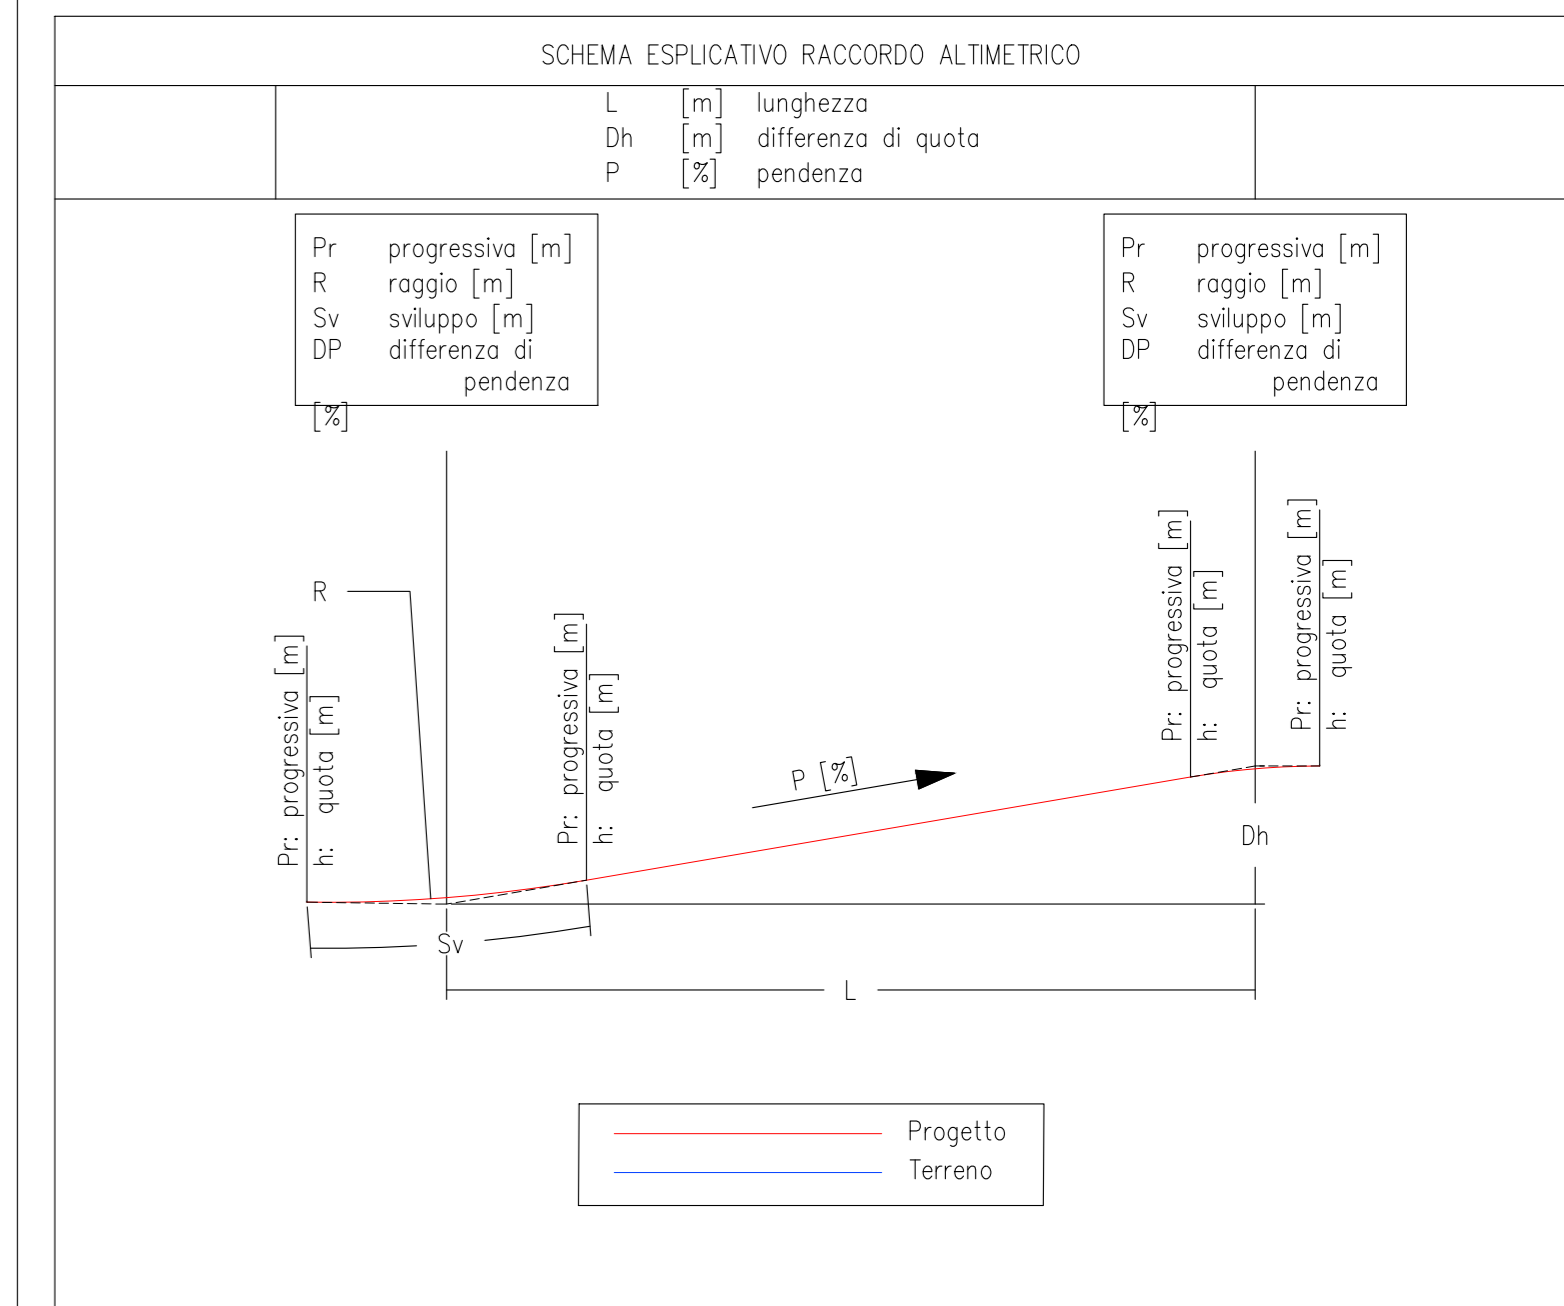 SCHEMA ESPLICATIVO RACCORDO ALTIMETRICO
L [m] lunghezza
Dh [m] differenza di quota
P [%] pendenza
Pr progressiva [m]
R raggio [m]
Sv sviluppo [m]
DP differenza di
pendenza
[%]
Pr progressiva [m]
R raggio [m]
Sv sviluppo [m]
DP differenza di
pendenza
[%]
R
Pr: progressiva [m]
h: quota [m]
Pr: progressiva [m]
h: quota [m]
P [%]
Pr: progressiva [m]
h: quota [m]
Pr: progressiva [m]
h: quota [m]
Dh
Sv
L
Progetto
Terreno